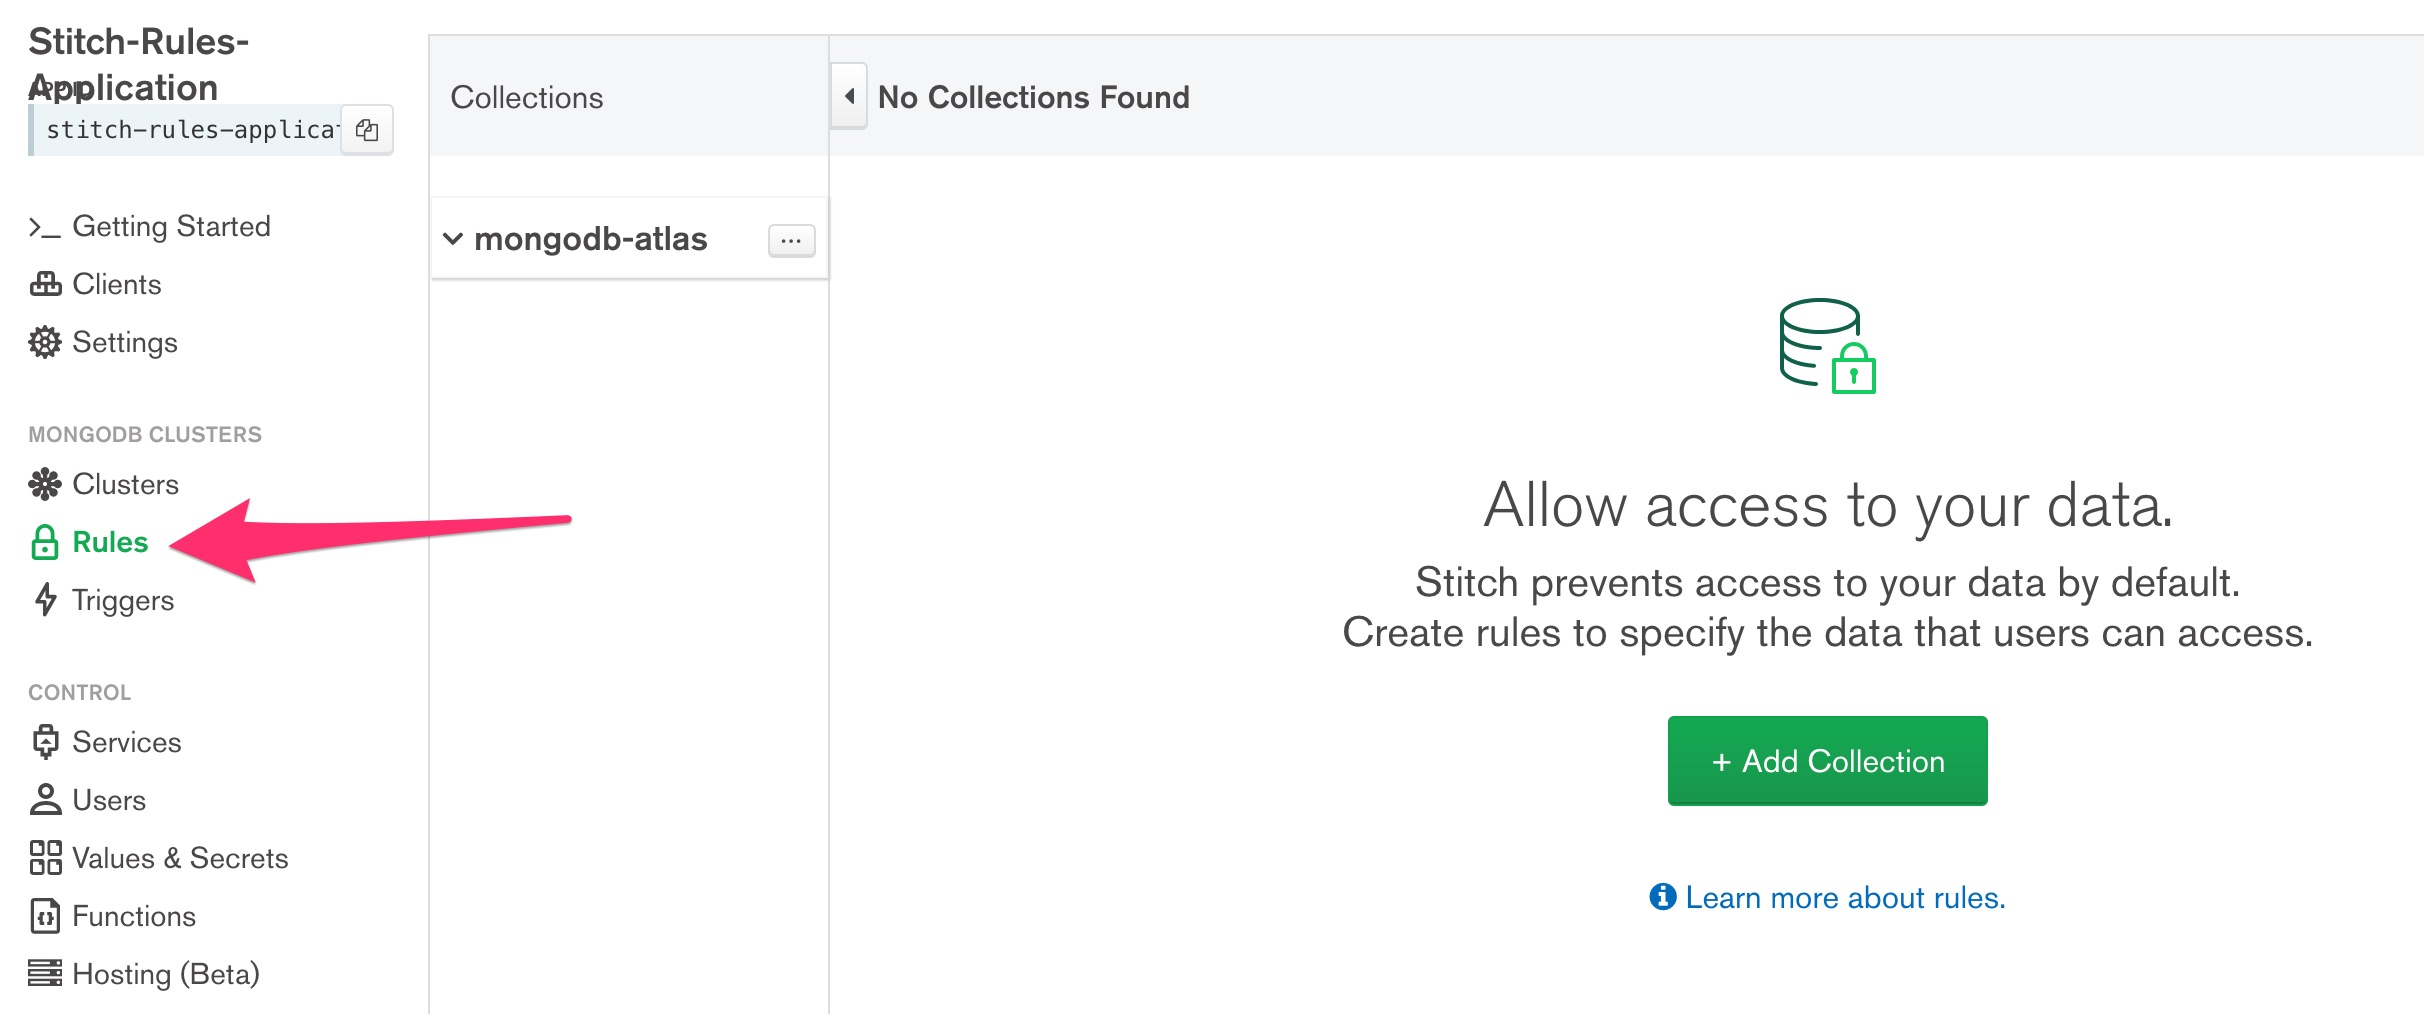 Stitch-Rules-
Application
stitch-rules-applica
Getting Started
Clients
Settings
MONGODB CLUSTERS
Clusters
Rules
Triggers
CONTROL
Services
Users
Values & Secrets
Functions
Hosting (Beta)
Collections
mongodb-atlas
...
No Collections Found
Allow access to your data.
Stitch prevents access to your data by default.
Create rules to specify the data that users can access.
+ Add Collection
Learn more about rules.